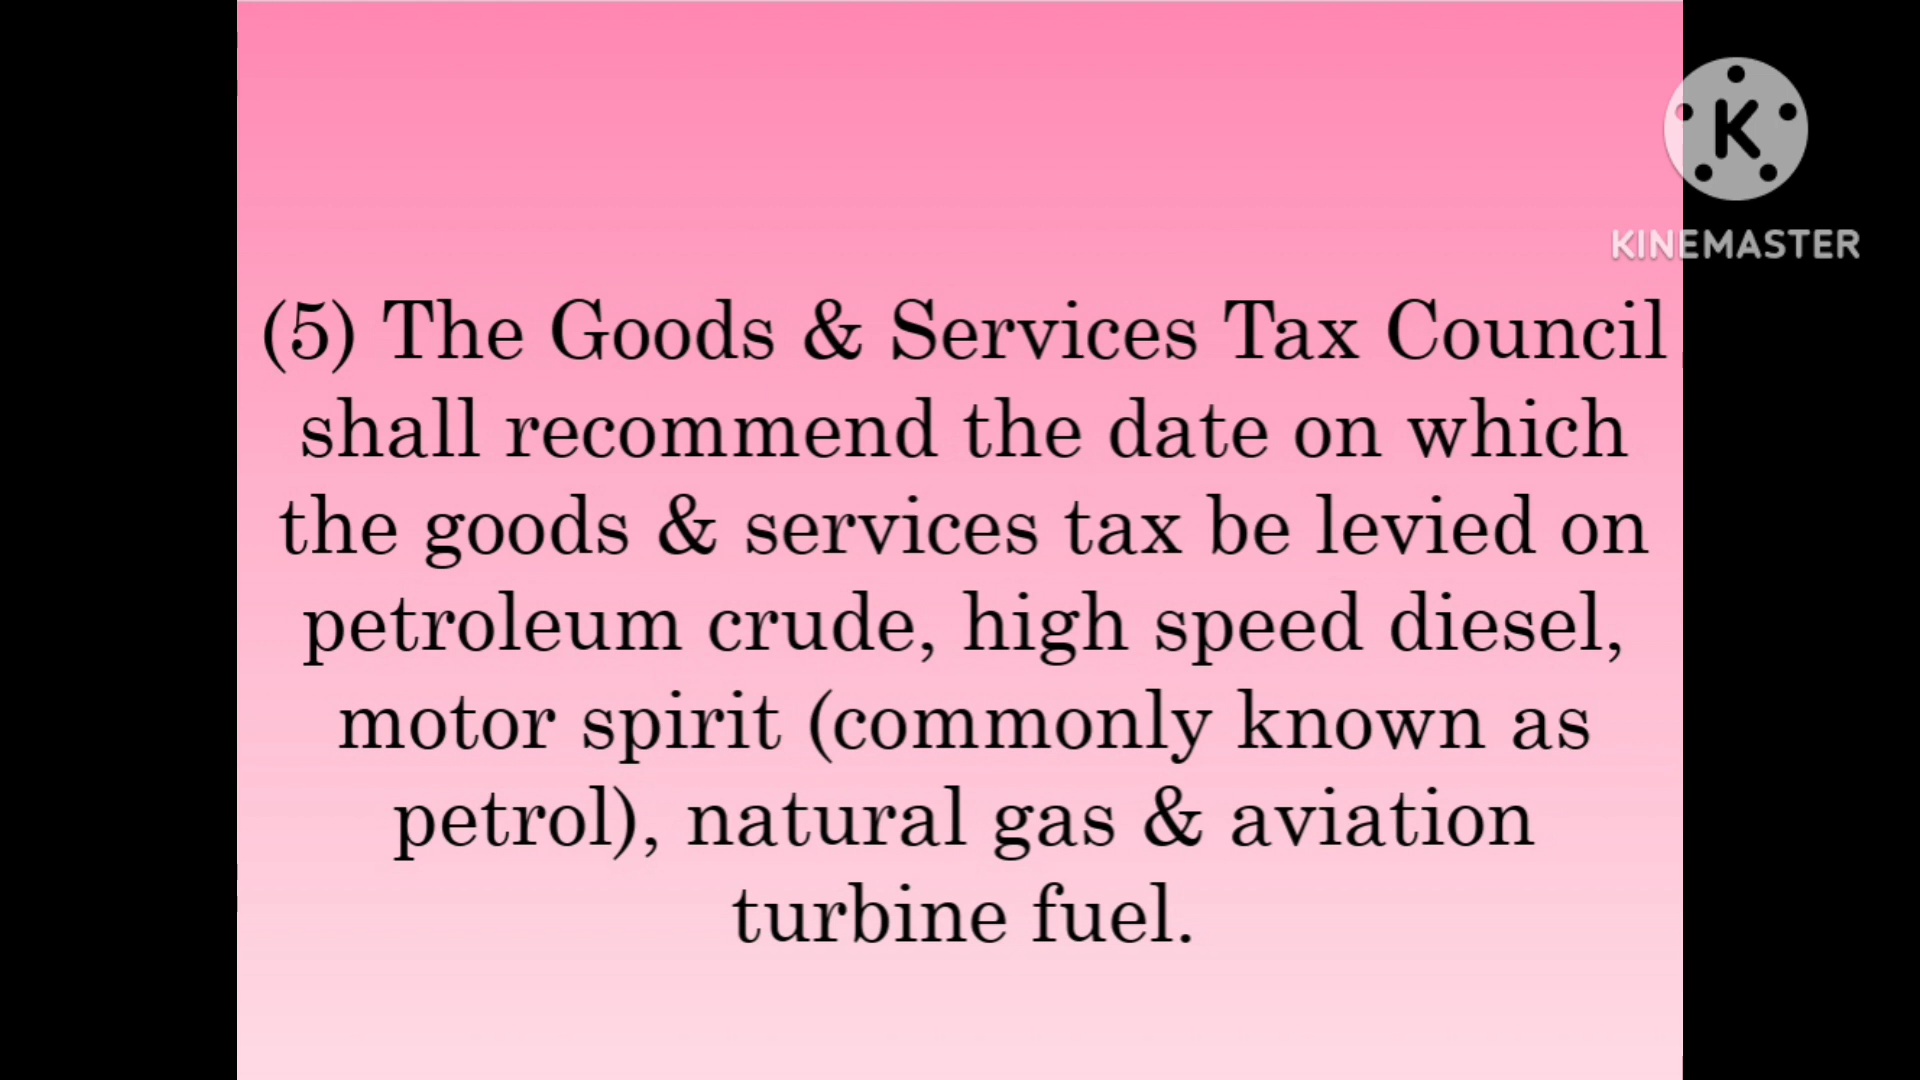 K
KINEMASTER
(5) The Goods & Services Tax Council
shall recommend the date on which
the goods & services tax be levied on
petroleum crude, high speed diesel,
motor spirit (commonly known as
petrol), natural gas & aviation
turbine fuel.